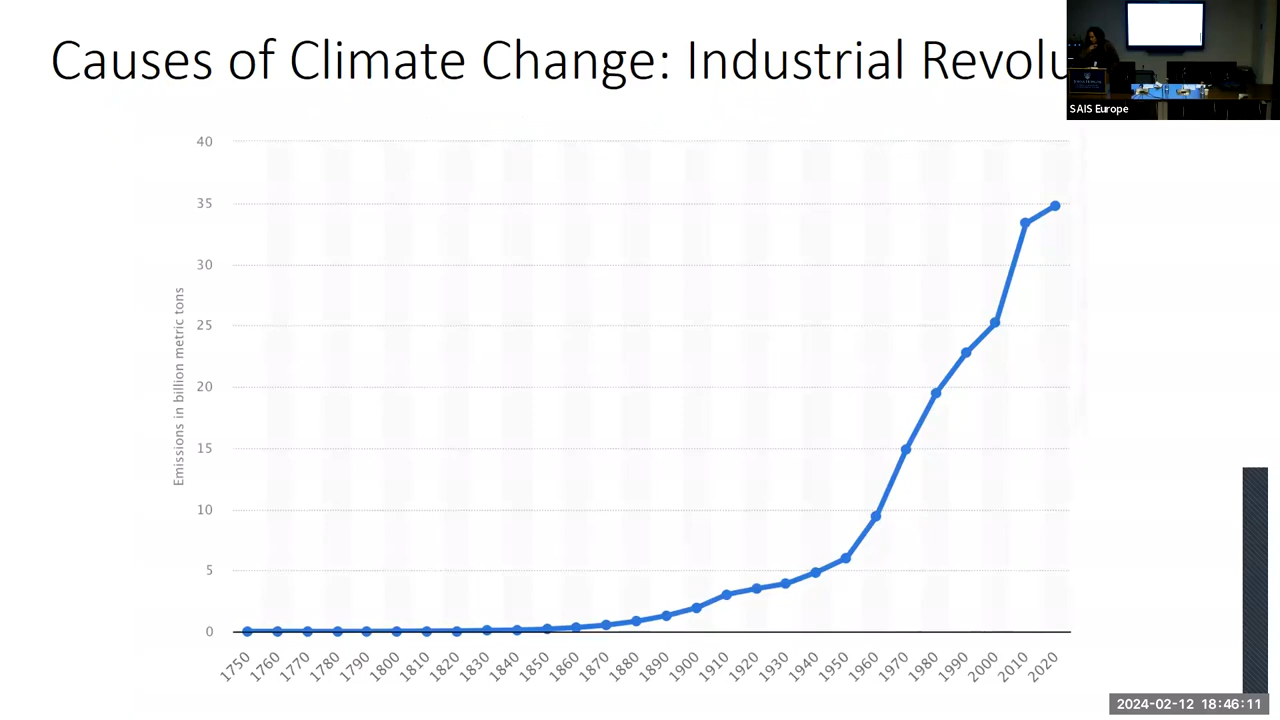 Causes of Climate Change: Industrial Revolu
SAIS Europe
40
35
30
25
20
15
10
5
0
Emissions in billion metric tons
1750 1760 1770 1780 1790 1800 1810 1820 1830 1840 1850 1860 1870 1880 1890 1900 1910 1920 1930 1940 1950 1960 1970 1980 1990 2000 2010 2020
2024-02-12 18:46:11